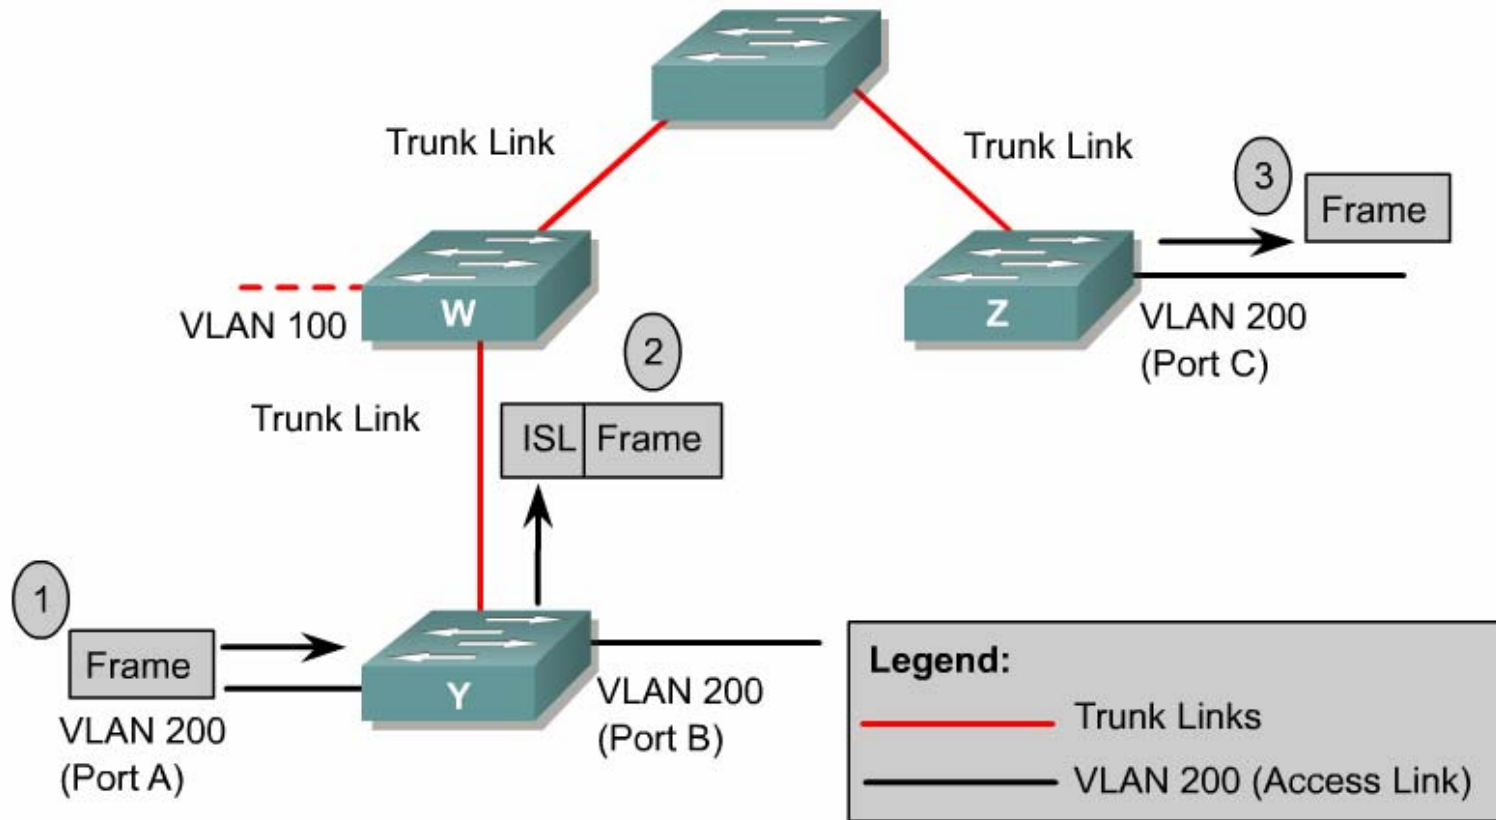 Trunk Link
Trunk Link
3
Frame
W
VLAN 100
Z
VLAN 200
(Port C)
2
Trunk Link
ISL
Frame
1
Frame
VLAN 200
(Port A)
Y
VLAN 200
(Port B)
Legend:
Trunk Links
VLAN 200 (Access Link)